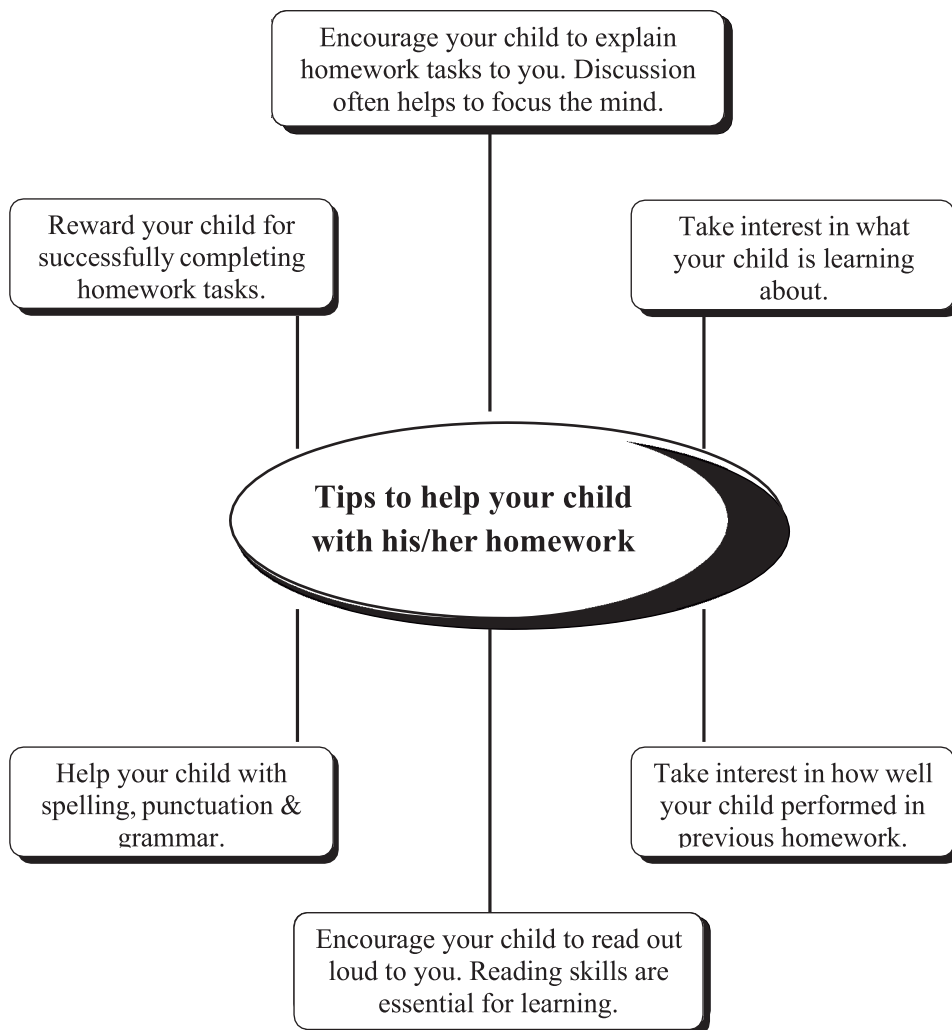 Encourage your child to explain
homework tasks to you. Discussion
often helps to focus the mind.
Reward your child for
successfully completing
homework tasks.
Take interest in what
your child is learning
about.
Tips to help your child
with his/her homework
Help your child with
spelling, punctuation &
grammar.
Take interest in how well
your child performed in
previous homework.
Encourage your child to read out
loud to you. Reading skills are
essential for learning.